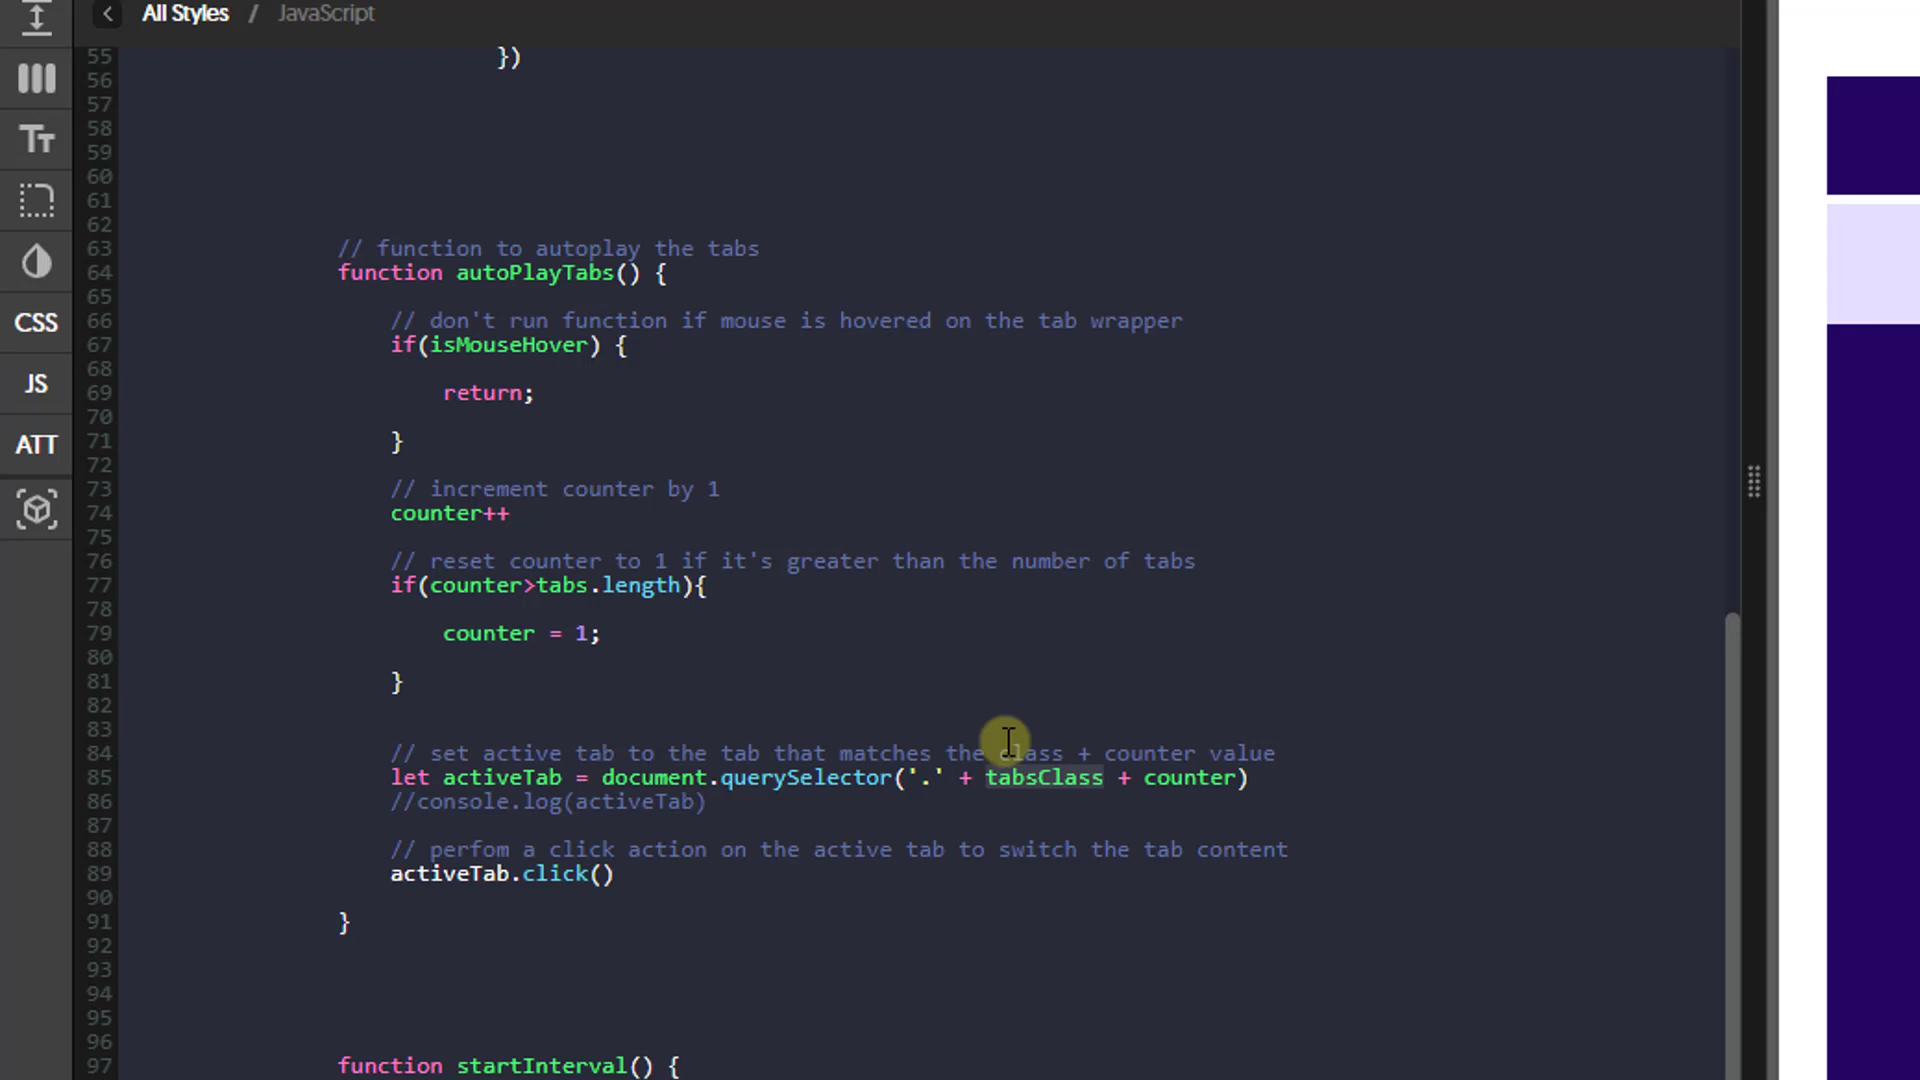 All Styles / JavaScript
55 })
56
57
58
59
60
61
62
63 // function to autoplay the tabs
64 function autoPlayTabs() {
65
66 // don't run function if mouse is hovered on the tab wrapper
67 if(isMouseHover) {
68
69 return;
70
71 }
72
73 // increment counter by 1
74 counter++
75
76 // reset counter to 1 if it's greater than the number of tabs
77 if(counter>tabs.length){
78
79 counter = 1;
80
81 }
82
83
84 // set active tab to the tab that matches the class + counter value
85 let activeTab = document.querySelector('.' + tabsClass + counter)
86 //console.log(activeTab)
87
88 // perfom a click action on the active tab to switch the tab content
89 activeTab.click()
90
91 }
92
93
94
95
96
97 function startInterval() {
TT
CSS
JS
ATT